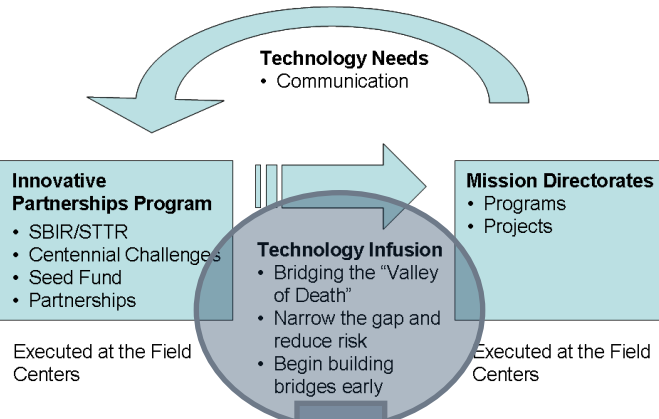 Technology Needs
• Communication
Innovative
Partnerships Program
• SBIR/STTR
• Centennial Challenges
• Seed Fund
• Partnerships
Mission Directorates
• Programs
• Projects
Technology Infusion
• Bridging the “Valley
of Death”
• Narrow the gap and
reduce risk
• Begin building
bridges early
Executed at the Field
Centers
Executed at the Field
Centers